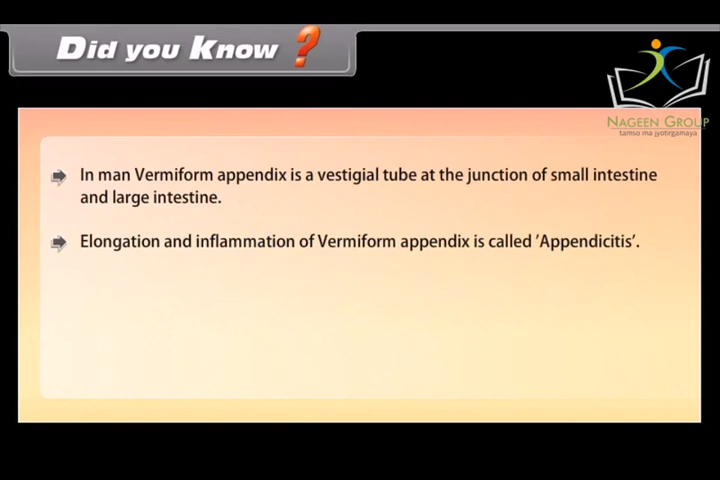 Did you Know ?
NAGEEN GROUP
tamso ma jyotirgamaya
In man Vermiform appendix is a vestigial tube at the junction of small intestine
and large intestine.
Elongation and inflammation of Vermiform appendix is called ‘Appendicitis’.